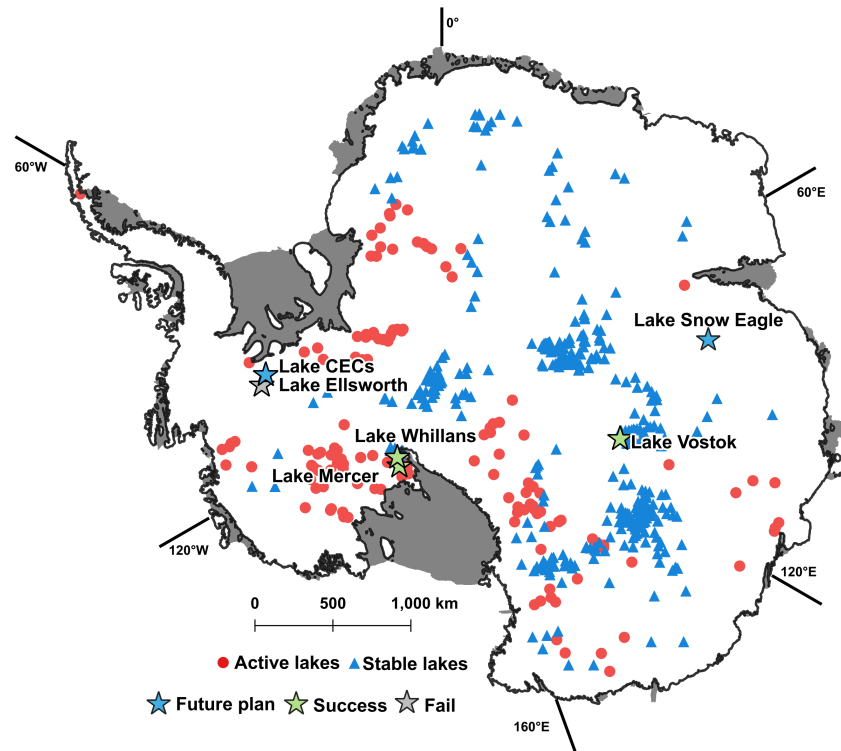 0°
60°W
60°E
Lake Snow Eagle
Lake CECs
Lake Ellsworth
Lake Whillans
Lake Vostok
Lake Mercer
120°W
120°E
0 500 1,000 km
Active lakes Stable lakes
Future plan Success Fail
160°E